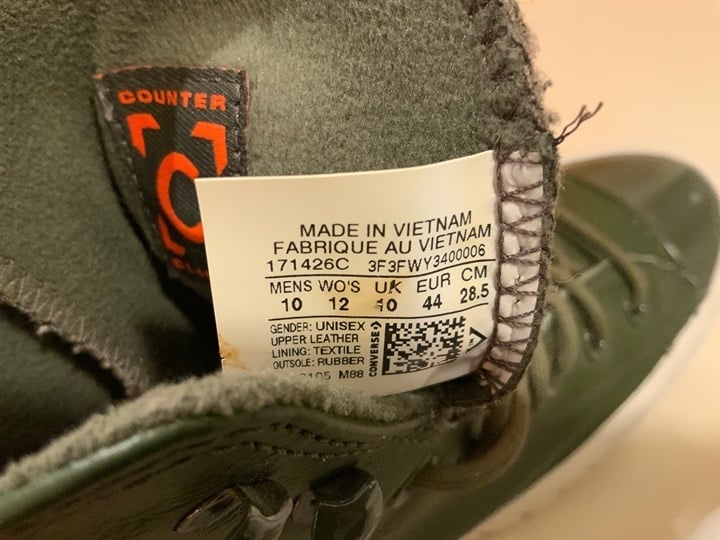 COUNTER
C
MADE IN VIETNAM
FABRIQUE AU VIETNAM
171426C 3F3FWY3400006
MENS WO'S UK EUR CM
10 12 10 44 28.5
GENDER: UNISEX
UPPER LEATHER
LINING: TEXTILE
OUTSOLE: RUBBER
M88
CONVERSE